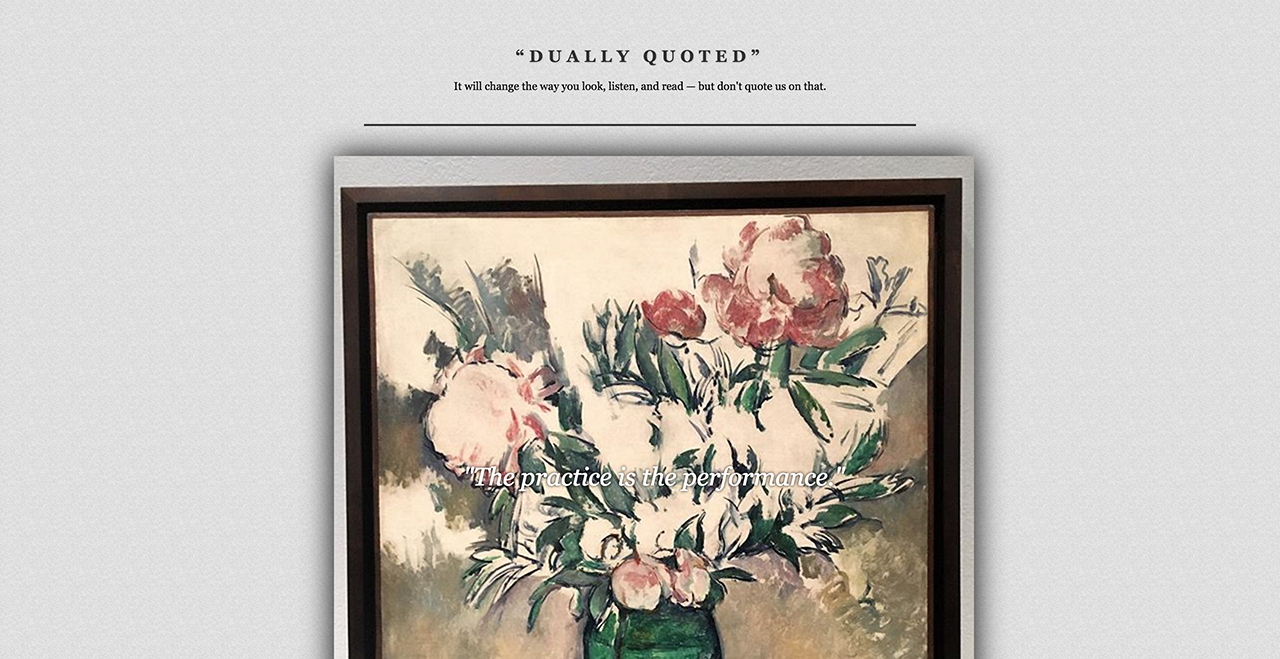 “DUALLY QUOTED”
It will change the way you look, listen, and read — but don't quote us on that.
"The practice is the performance."